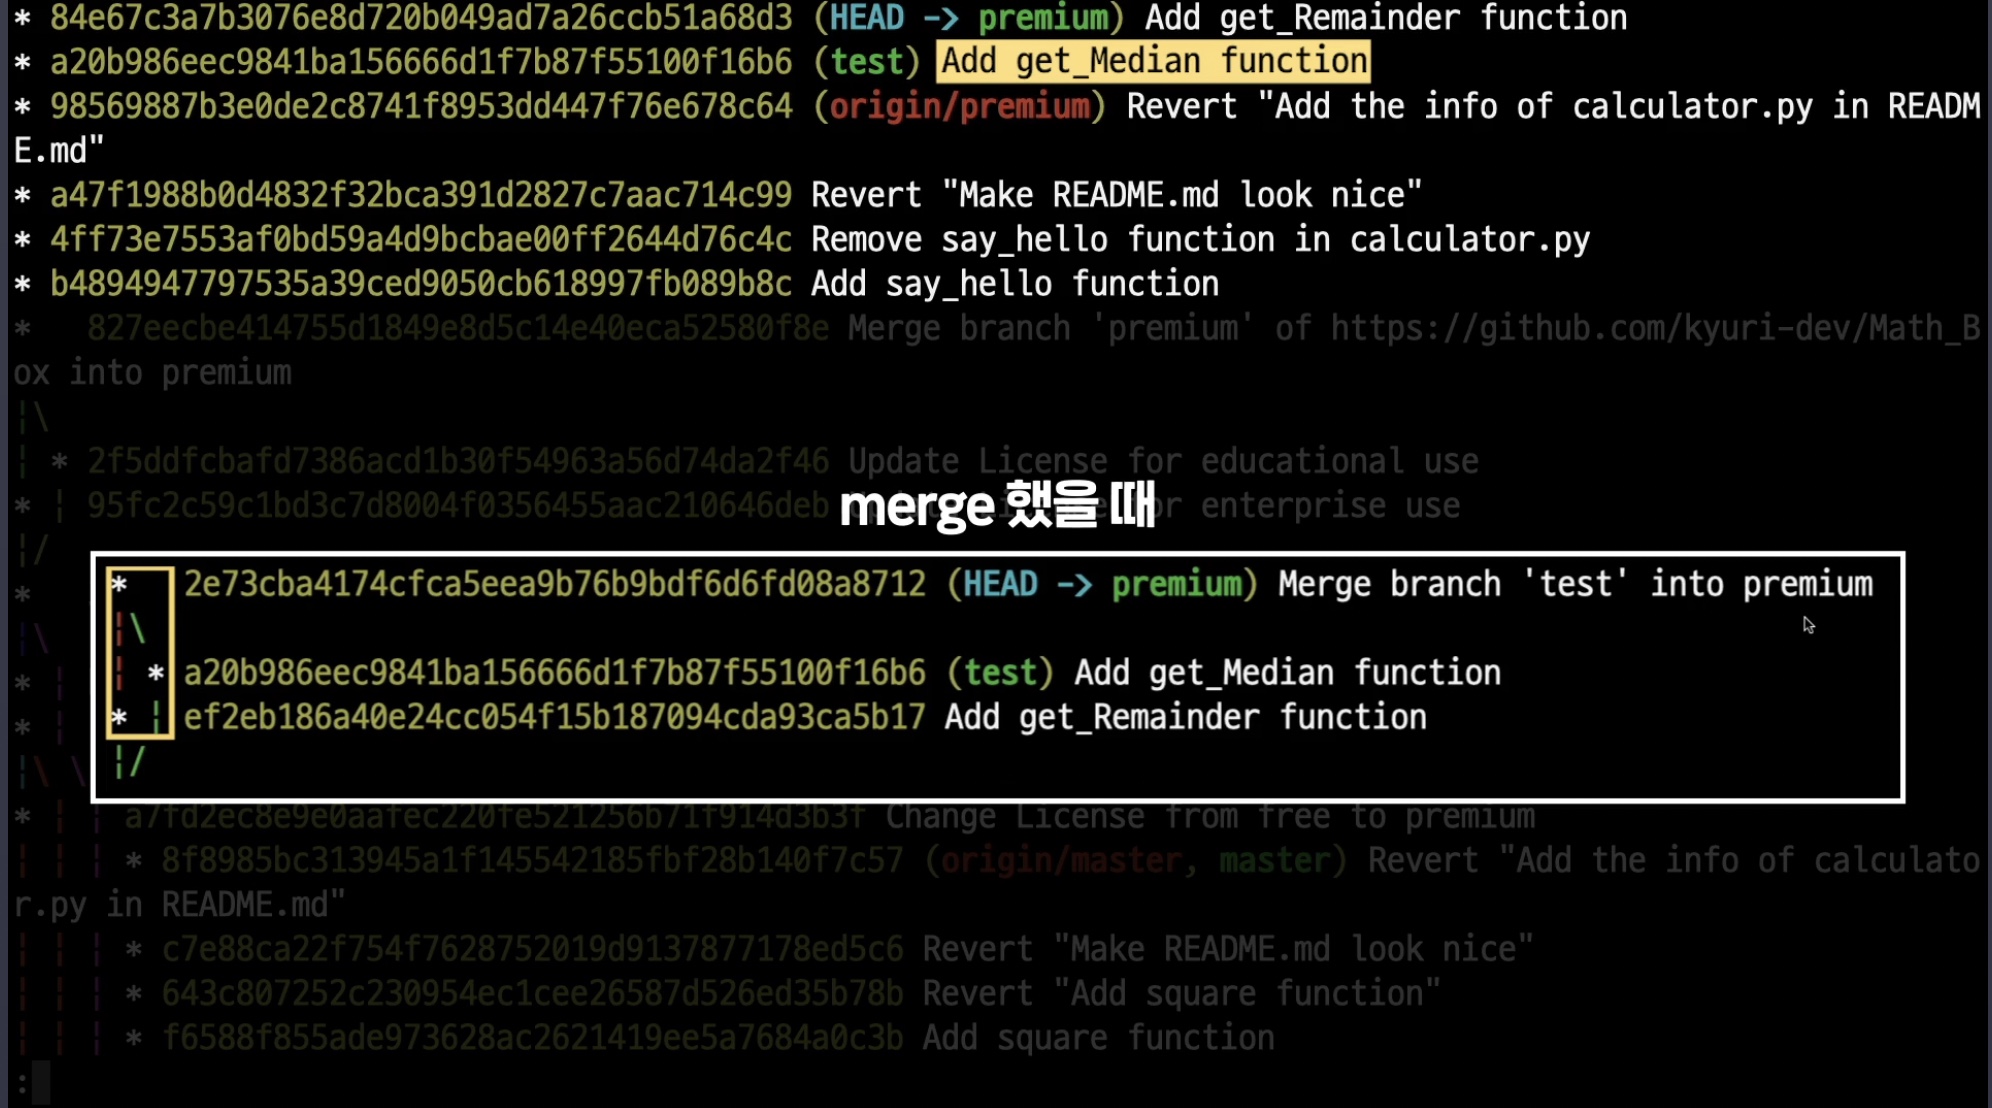 * 84e67c3a7b3076e8d720b049ad7a26ccb51a68d3 (HEAD -> premium) Add get_Remainder function
* a20b986eec9841ba156666d1f7b87f55100f16b6 (test) Add get_Median function
* 98569887b3e0de2c8741f8953dd447f76e678c64 (origin/premium) Revert "Add the info of calculator.py in READM
E.md"
* a47f1988b0d4832f32bca391d2827c7aac714c99 Revert "Make README.md look nice"
* 4ff73e7553af0bd59a4d9bcbae00ff2644d76c4c Remove say_hello function in calculator.py
* b4894947797535a39ced9050cb618997fb089b8c Add say_hello function
*   827eecbe414755d1849e8d5c14e40eca52580f8e Merge branch 'premium' of https://github.com/kyuri-dev/Math_B
ox into premium
¦\
¦ * 2f5ddfcbafd7386acd1b30f54963a56d74da2f46 Update License for educational use
* ¦ 95fc2c59c1bd3c7d8004f0356455aac210646deb enterprise use
merge 했을 때
¦/
*   2e73cba4174cfca5eea9b76b9bdf6d6fd08a8712 (HEAD -> premium) Merge branch 'test' into premium
¦\
¦ * a20b986eec9841ba156666d1f7b87f55100f16b6 (test) Add get_Median function
* ¦ ef2eb186a40e24cc054f15b187094cda93ca5b17 Add get_Remainder function
¦/
* ¦ ¦ a7fd2ec8e9e0aafec220fe521256b71f914d3b3f Change License from free to premium
¦ ¦ ¦ * 8f8985bc313945a1f145542185fbf28b140f7c57 (origin/master, master) Revert "Add the info of calculato
r.py in README.md"
¦ ¦ ¦ * c7e88ca22f754f7628752019d9137877178ed5c6 Revert "Make README.md look nice"
¦ ¦ ¦ * 643c807252c230954ec1cee26587d526ed35b78b Revert "Add square function"
¦ ¦ ¦ * f6588f855ade973628ac2621419ee5a7684a0c3b Add square function
: